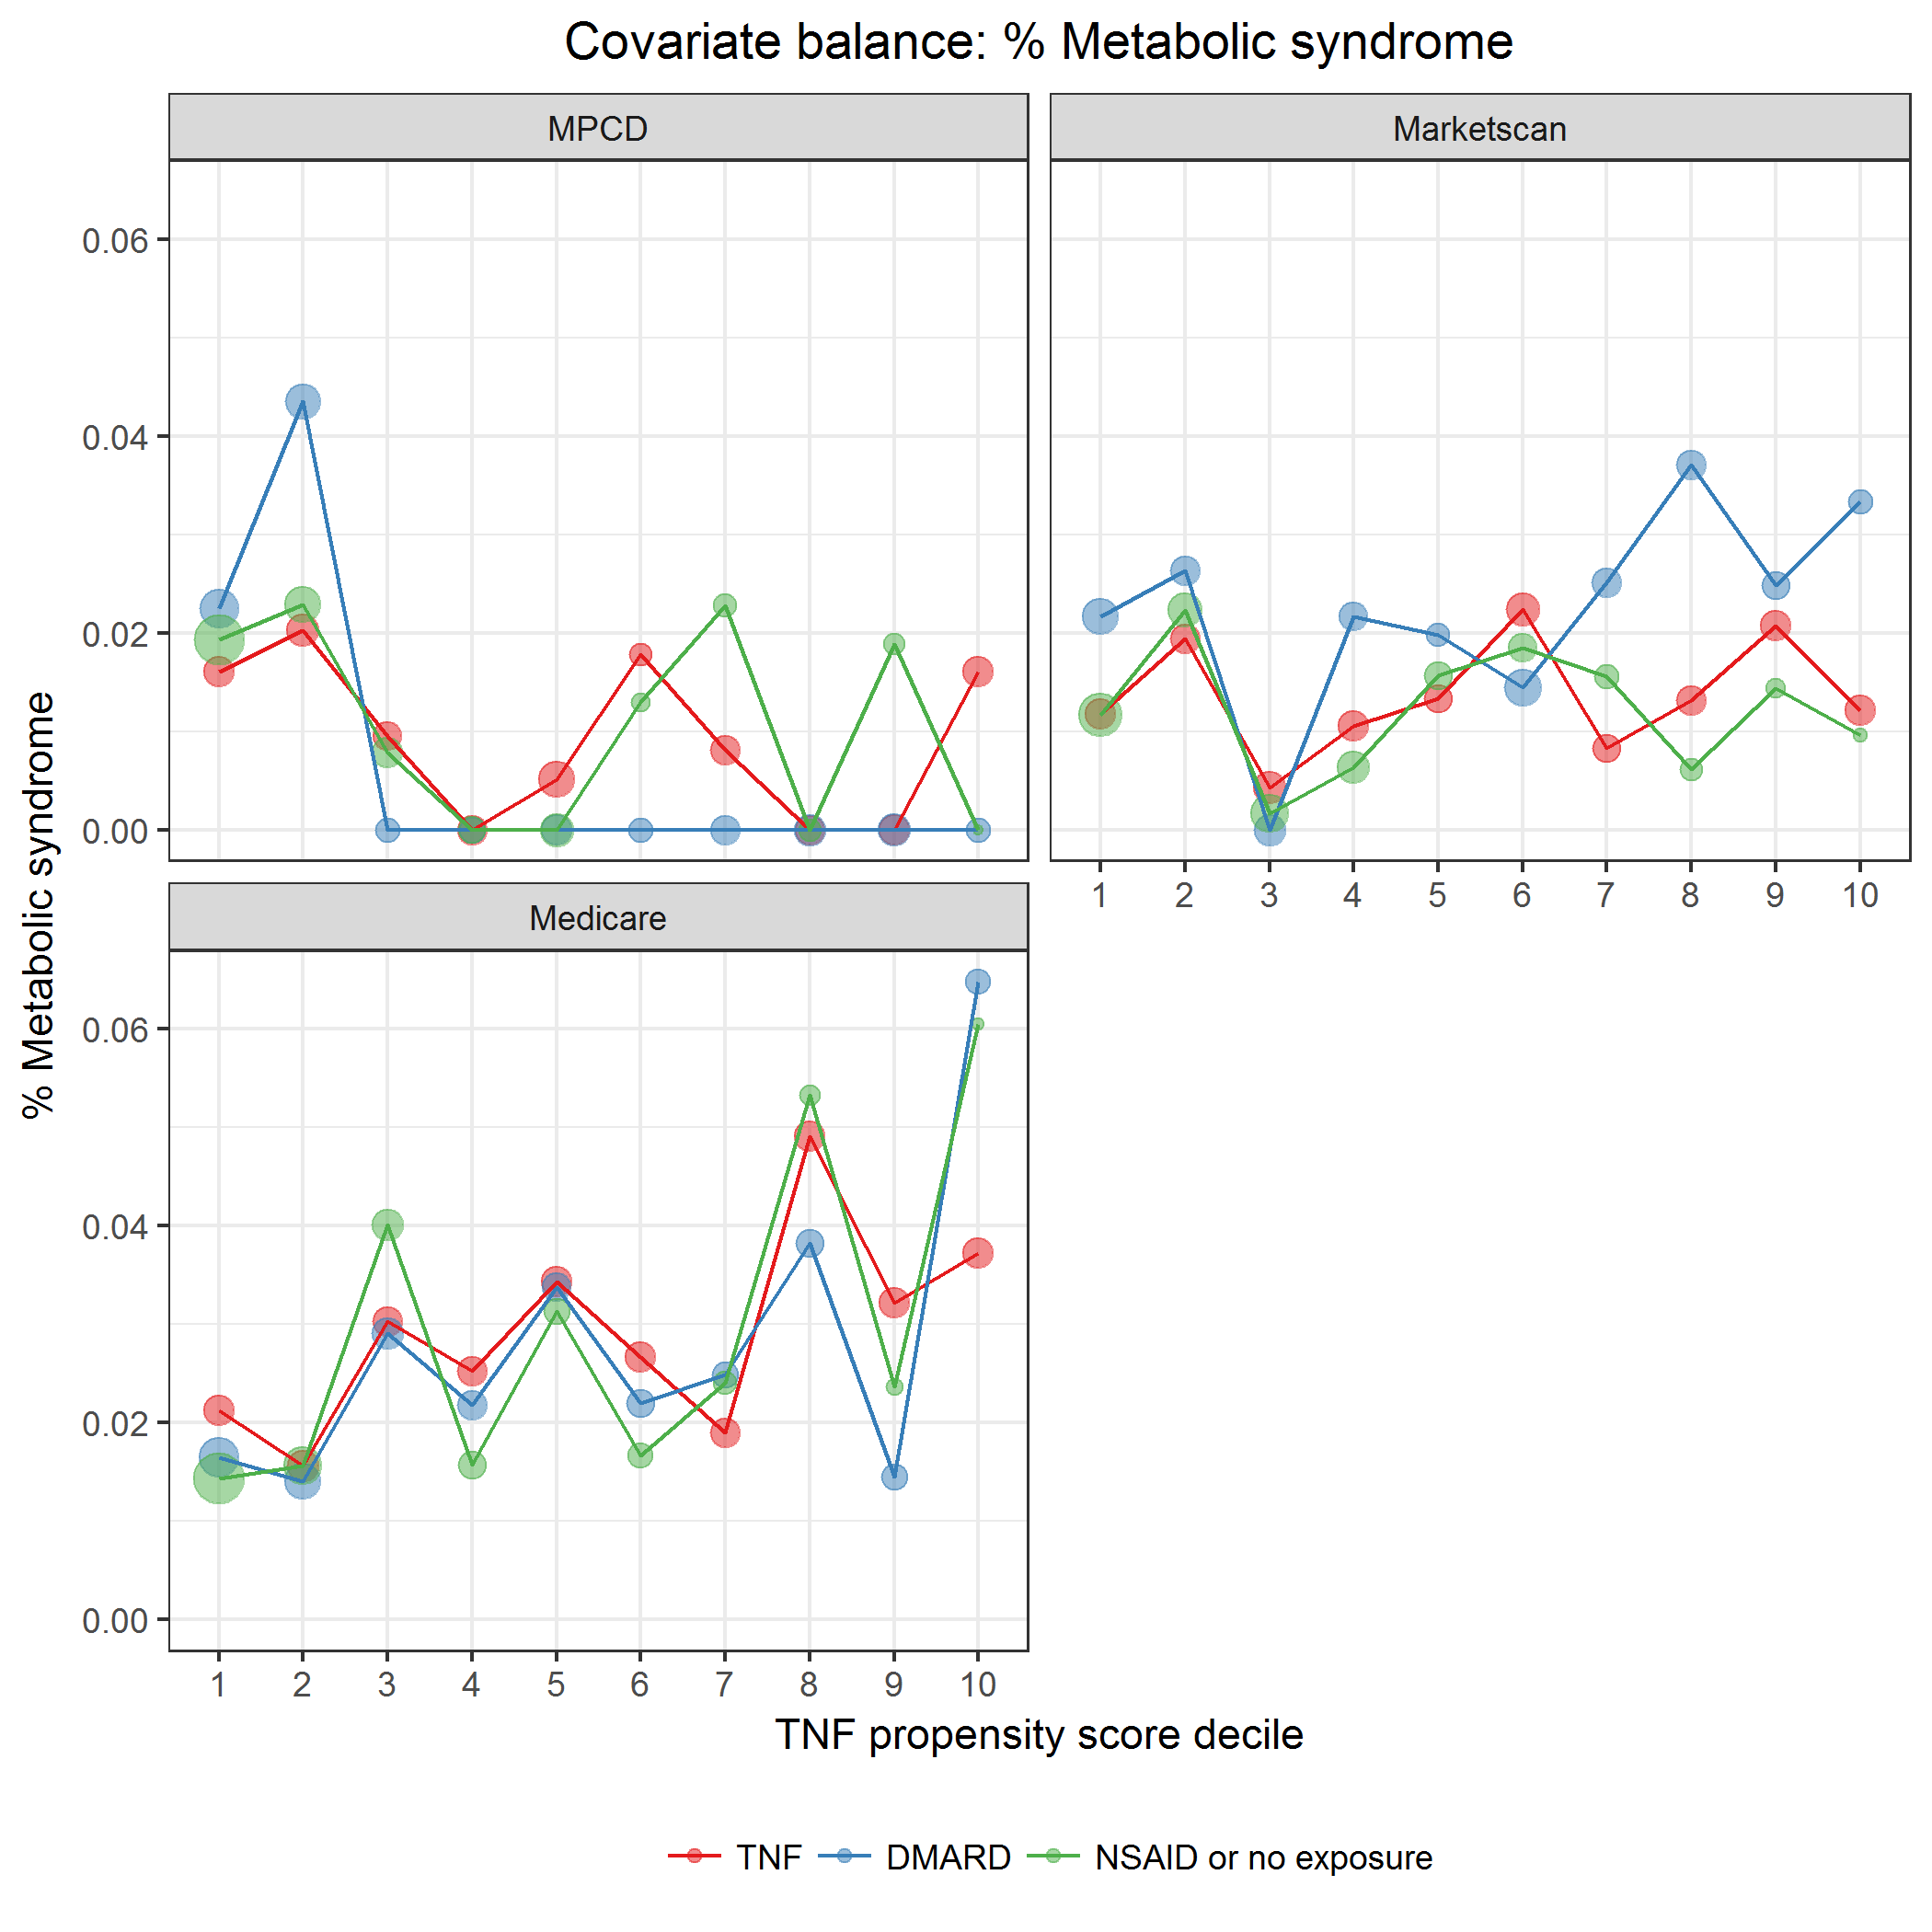 Covariate balance: % Metabolic syndrome
MPCD
Marketscan
0.06
0.04
0.02
0.00
1 2 3 4 5 6 7 8 9 10
Medicare
% Metabolic syndrome
0.06
0.04
0.02
0.00
1 2 3 4 5 6 7 8 9 10
TNF propensity score decile
TNF DMARD NSAID or no exposure